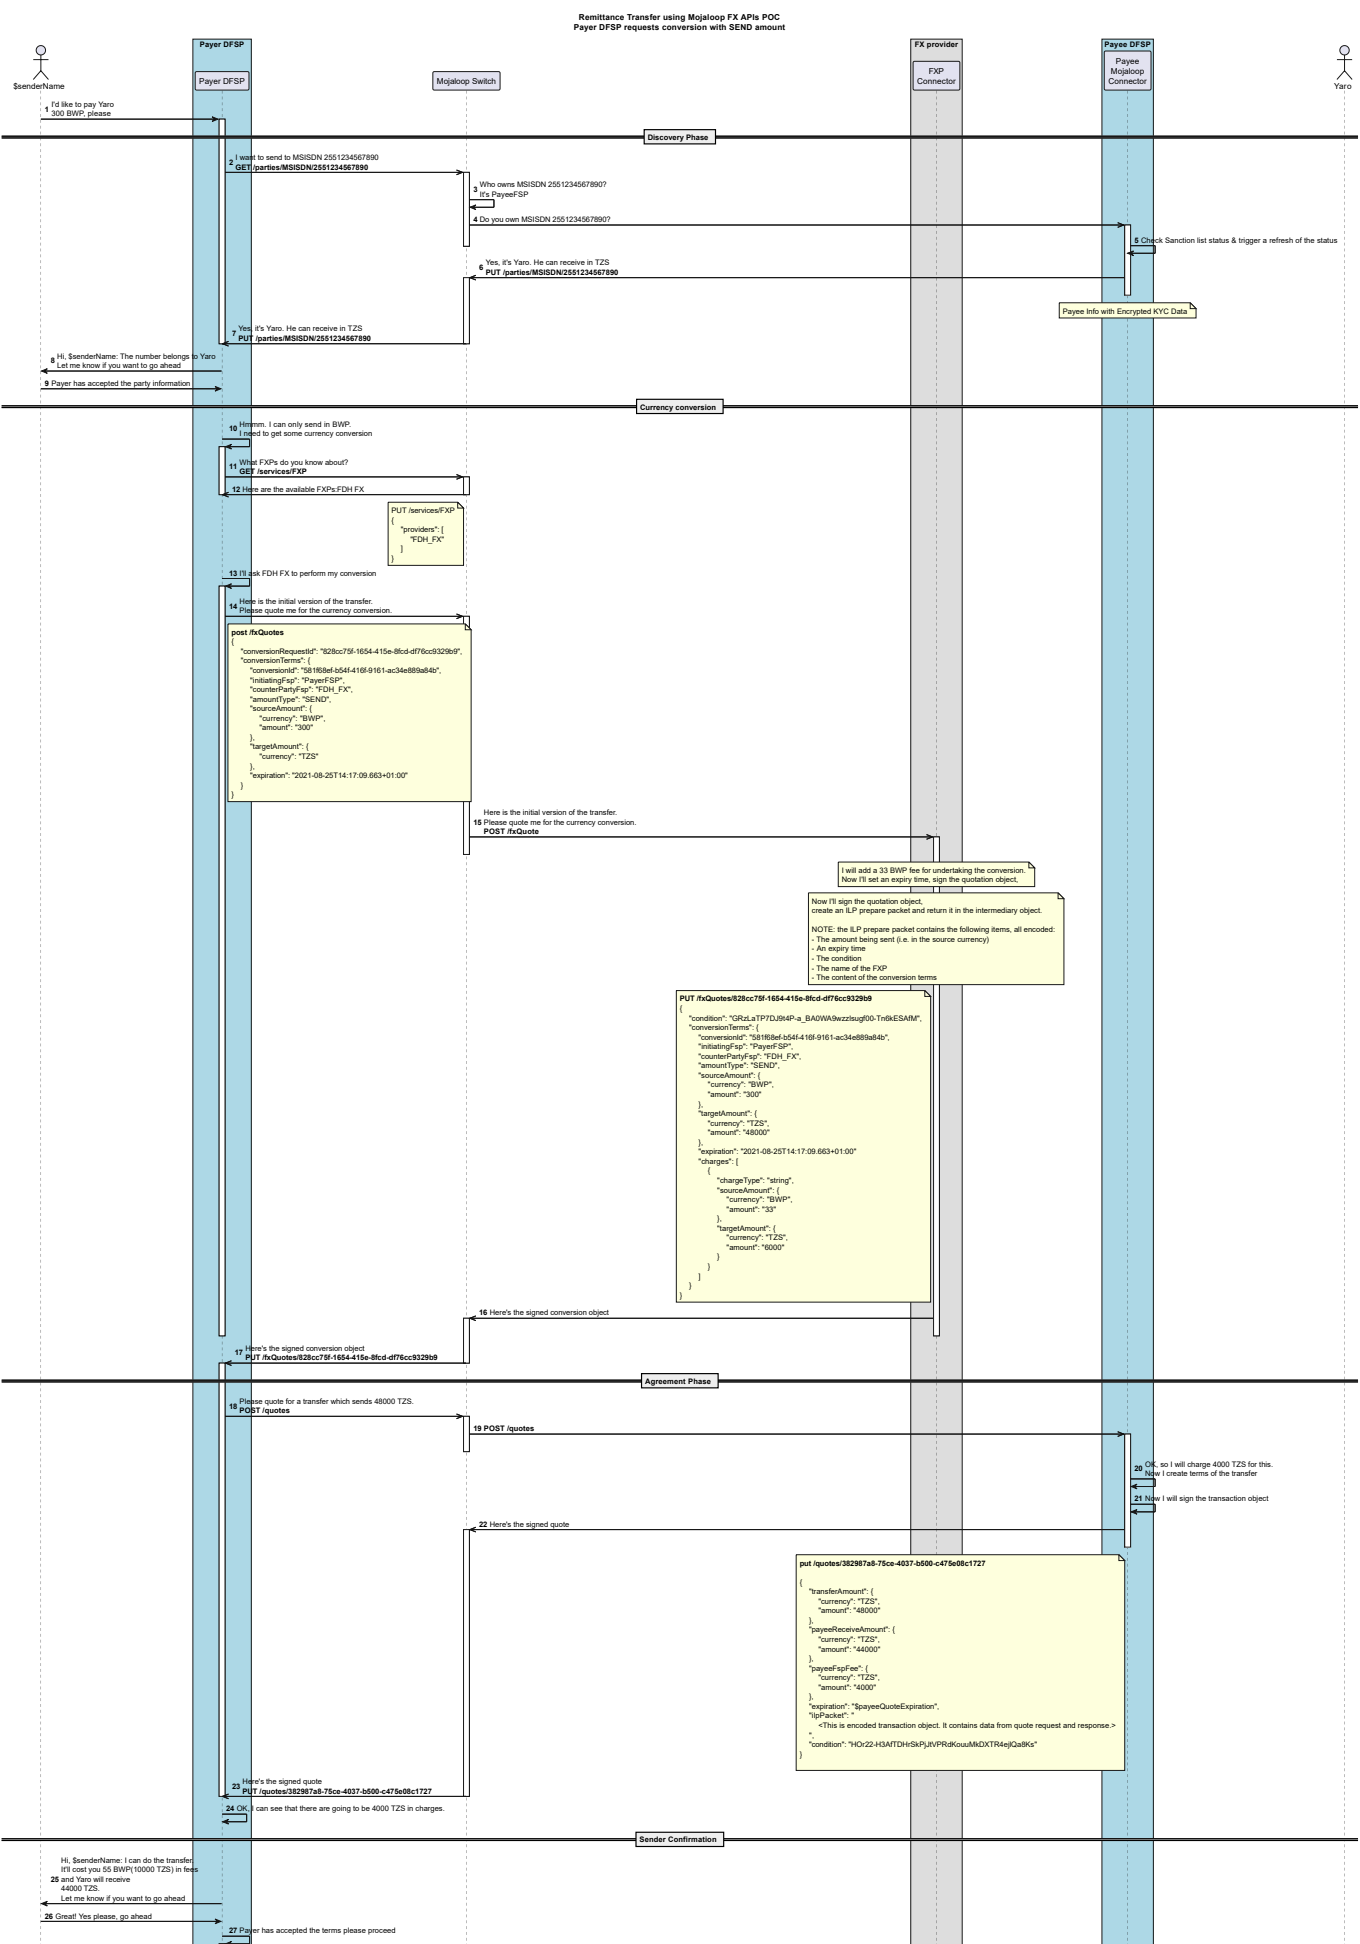 Remittance Transfer using Mojaloop FX APIs POC
Payer DFSP requests conversion with SEND amount
Payer DFSP
FX provider
Payee DFSP
$senderName
Payer DFSP
Mojaloop Switch
FXP
Connector
Payee
Mojaloop
Connector
Yaro
1 I'd like to pay Yaro
300 BWP, please
Discovery Phase
2 I want to send to MSISDN 2551234567890
GET /parties/MSISDN/2551234567890
3 Who owns MSISDN 2551234567890?
It's PayeeFSP
4 Do you own MSISDN 2551234567890?
5 Check Sanction list status & trigger a refresh of the status
6 Yes, it's Yaro. He can receive in TZS
PUT /parties/MSISDN/2551234567890
Payee Info with Encrypted KYC Data
7 Yes, it's Yaro. He can receive in TZS
PUT /parties/MSISDN/2551234567890
8 Hi, $senderName: The number belongs to Yaro
Let me know if you want to go ahead
9 Payer has accepted the party information
Currency conversion
10 Hmmm. I can only send in BWP.
I need to get some currency conversion
11 What FXPs do you know about?
GET /services/FXP
12 Here are the available FXPs:FDH FX
PUT /services/FXP
{
"providers": [
"FDH_FX"
]
}
13 I'll ask FDH FX to perform my conversion
14 Here is the initial version of the transfer.
Please quote me for the currency conversion.
post /fxQuotes
{
"conversionRequestId": "828cc75f-1654-415e-8fcd-df76cc9329b9",
"conversionTerms": {
"conversionId": "581f68ef-b54f-416f-9161-ac34e889a84b",
"initiatingFsp": "PayerFSP",
"counterPartyFsp": "FDH_FX",
"amountType": "SEND",
"sourceAmount": {
"currency": "BWP",
"amount": "300"
},
"targetAmount": {
"currency": "TZS"
},
"expiration": "2021-08-25T14:17:09.663+01:00"
}
}
Here is the initial version of the transfer.
15 Please quote me for the currency conversion.
POST /fxQuote
I will add a 33 BWP fee for undertaking the conversion.
Now I'll set an expiry time, sign the quotation object,
Now I'll sign the quotation object,
create an ILP prepare packet and return it in the intermediary object.
NOTE: the ILP prepare packet contains the following items, all encoded:
- The amount being sent (i.e. in the source currency)
- An expiry time
- The condition
- The name of the FXP
- The content of the conversion terms
PUT /fxQuotes/828cc75f-1654-415e-8fcd-df76cc9329b9
{
"condition": "GRzLaTP7DJ9t4P-a_BA0WA9wzzlsugf00-Tn6kESAfM",
"conversionTerms": {
"conversionId": "581f68ef-b54f-416f-9161-ac34e889a84b",
"initiatingFsp": "PayerFSP",
"counterPartyFsp": "FDH_FX",
"amountType": "SEND",
"sourceAmount": {
"currency": "BWP",
"amount": "300"
},
"targetAmount": {
"currency": "TZS",
"amount": "48000"
},
"expiration": "2021-08-25T14:17:09.663+01:00"
"charges": [
{
"chargeType": "string",
"sourceAmount": {
"currency": "BWP",
"amount": "33"
},
"targetAmount": {
"currency": "TZS",
"amount": "6000"
}
}
]
}
}
16 Here's the signed conversion object
17 Here's the signed conversion object
PUT /fxQuotes/828cc75f-1654-415e-8fcd-df76cc9329b9
Agreement Phase
18 Please quote for a transfer which sends 48000 TZS.
POST /quotes
19 POST /quotes
20 OK, so I will charge 4000 TZS for this.
Now I create terms of the transfer
21 Now I will sign the transaction object
22 Here's the signed quote
put /quotes/382987a8-75ce-4037-b500-c475e08c1727
{
"transferAmount": {
"currency": "TZS",
"amount": "48000"
},
"payeeReceiveAmount": {
"currency": "TZS",
"amount": "44000"
},
"payeeFspFee": {
"currency": "TZS",
"amount": "4000"
},
"expiration": "$payeeQuoteExpiration",
"ilpPacket": "
<This is encoded transaction object. It contains data from quote request and response.>
",
"condition": "HOr22-H3AfTDHrSkPjJtVPRdKouuMkDXTR4ejlQa8Ks"
}
23 Here's the signed quote
PUT /quotes/382987a8-75ce-4037-b500-c475e08c1727
24 OK, I can see that there are going to be 4000 TZS in charges.
Sender Confirmation
Hi, $senderName: I can do the transfer.
It'll cost you 55 BWP(10000 TZS) in fees
25 and Yaro will receive
44000 TZS.
Let me know if you want to go ahead
26 Great! Yes please, go ahead
27 Payer has accepted the terms please proceed